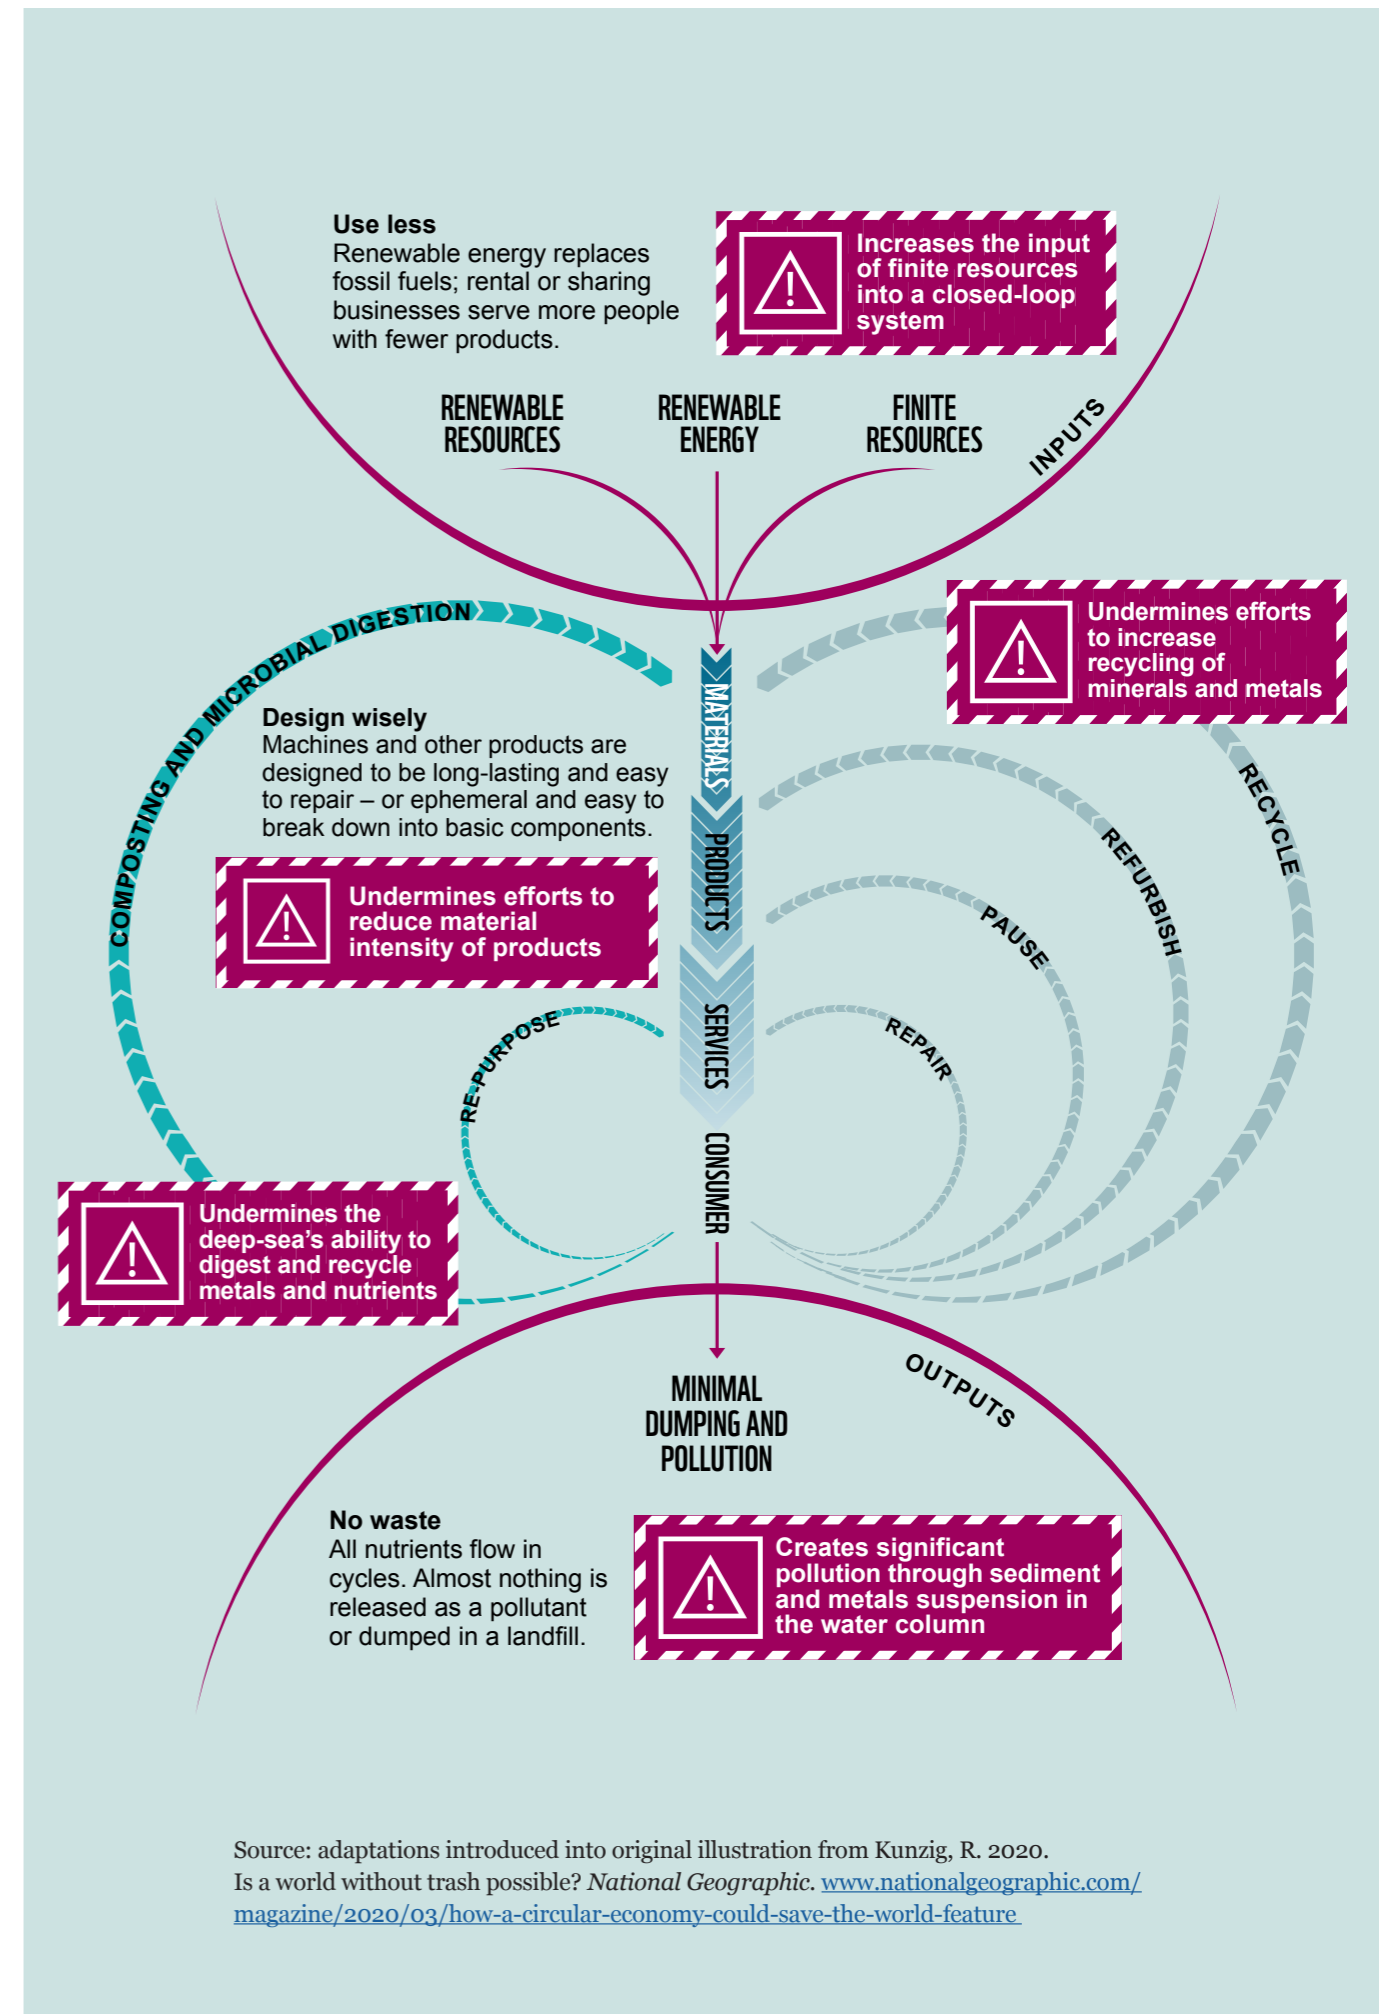 Use less
Renewable energy replaces
fossil fuels; rental or sharing
businesses serve more people
with fewer products.
Increases the input
of finite resources
into a closed-loop
system
RENEWABLE
RESOURCES
RENEWABLE
ENERGY
FINITE
RESOURCES
INPUTS
Undermines efforts
to increase
recycling of
minerals and metals
COMPOSTING AND MICROBIAL DIGESTION
MATERIALS
Design wisely
Machines and other products are
designed to be long-lasting and easy
to repair – or ephemeral and easy to
break down into basic components.
RECYCLE
REFURBISH
PRODUCTS
Undermines efforts to
reduce material
intensity of products
PAUSE
SERVICES
RE-PURPOSE
REPAIR
CONSUMER
Undermines the
deep-sea’s ability to
digest and recycle
metals and nutrients
OUTPUTS
MINIMAL
DUMPING AND
POLLUTION
No waste
All nutrients flow in
cycles. Almost nothing is
released as a pollutant
or dumped in a landfill.
Creates significant
pollution through sediment
and metals suspension in
the water column
Source: adaptations introduced into original illustration from Kunzig, R. 2020.
Is a world without trash possible? National Geographic. www.nationalgeographic.com/
magazine/2020/03/how-a-circular-economy-could-save-the-world-feature